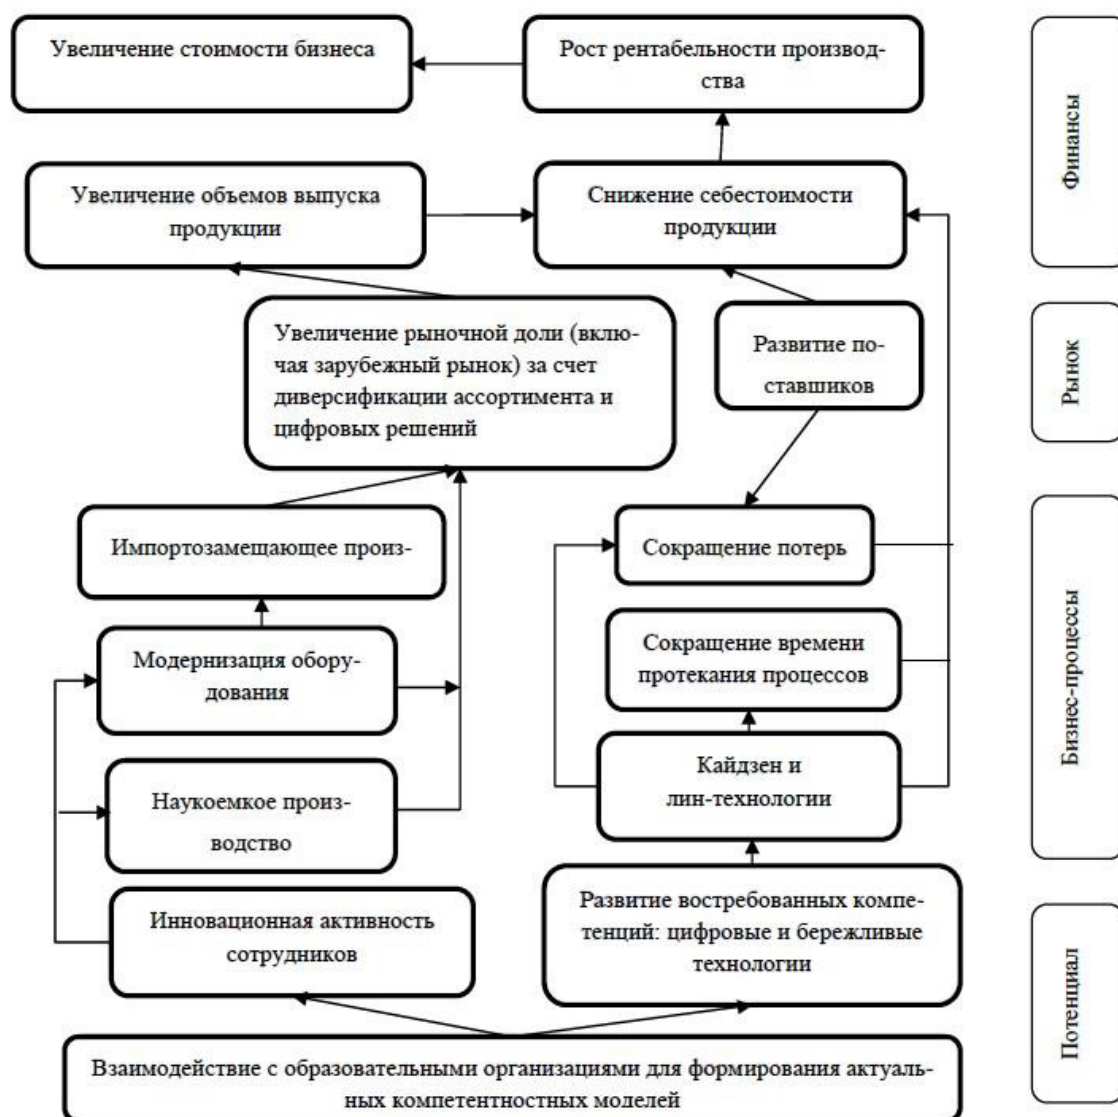 Увеличение стоимости бизнеса
Рост рентабельности производ-
ства
Финансы
Увеличение объемов выпуска
продукции
Снижение себестоимости
продукции
Увеличение рыночной доли (вклю-
чая зарубежный рынок) за счет
диверсификации ассортимента и
цифровых решений
Развитие по-
ставшиков
Рынок
Импортозамещающее произ-
Сокращение потерь
Модернизация обору-
дования
Сокращение времени
протекания процессов
Бизнес-процессы
Наукоемкое произ-
водство
Кайдзен и
лин-технологии
Инновационная активность
сотрудников
Развитие востребованных компе-
тенций: цифровые и бережливые
технологии
Потенциал
Взаимодействие с образовательными организациями для формирования актуаль-
ных компетентностных моделей